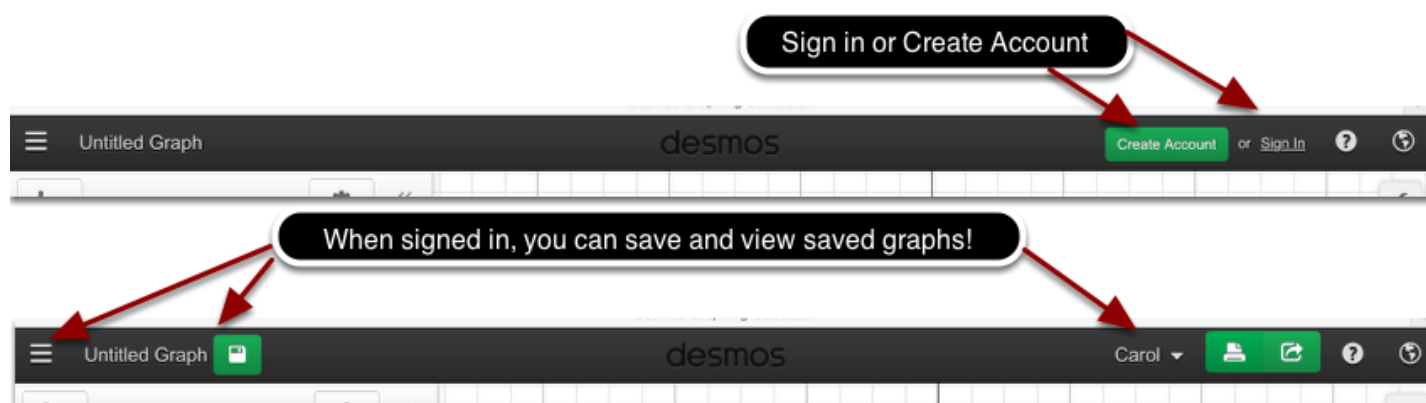 Sign in or Create Account
Untitled Graph desmos Create Account or Sign In ?
When signed in, you can save and view saved graphs!
Untitled Graph desmos Carol ?